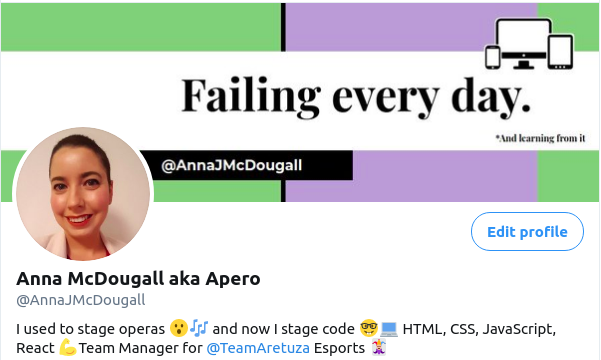 Failing every day.
*And learning from it
@AnnaJMcDougall
Edit profile
Anna McDougall aka Apero
@AnnaJMcDougall
I used to stage operas 😮🎶 and now I stage code 🤓💻 HTML, CSS, JavaScript,
React 💪 Team Manager for @TeamAretuza Esports 🃏